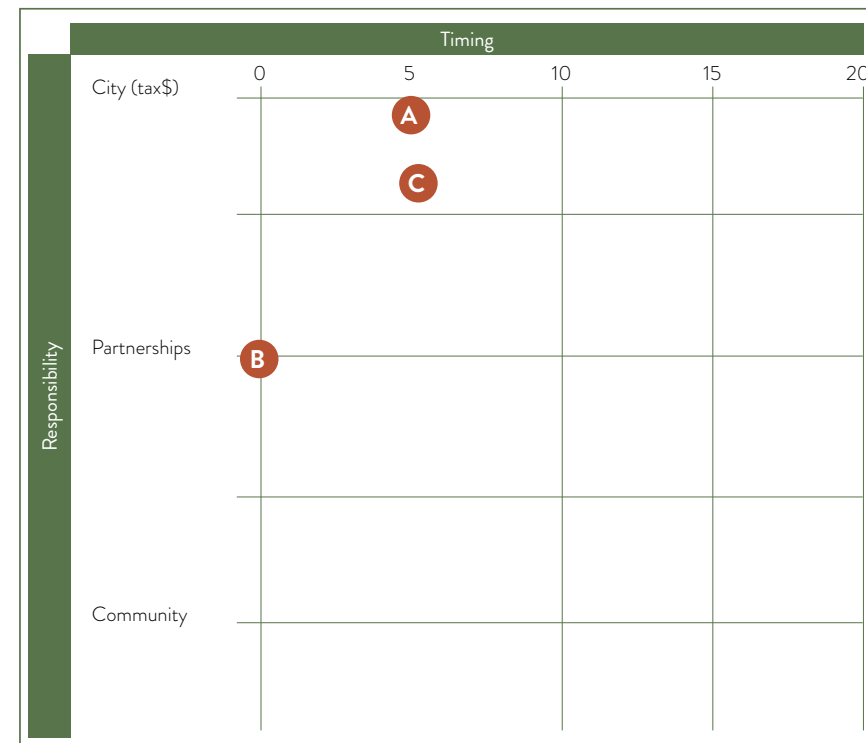 Timing
0 5 10 15 20
City (tax$)
A
C
Responsibility
Partnerships
B
Community